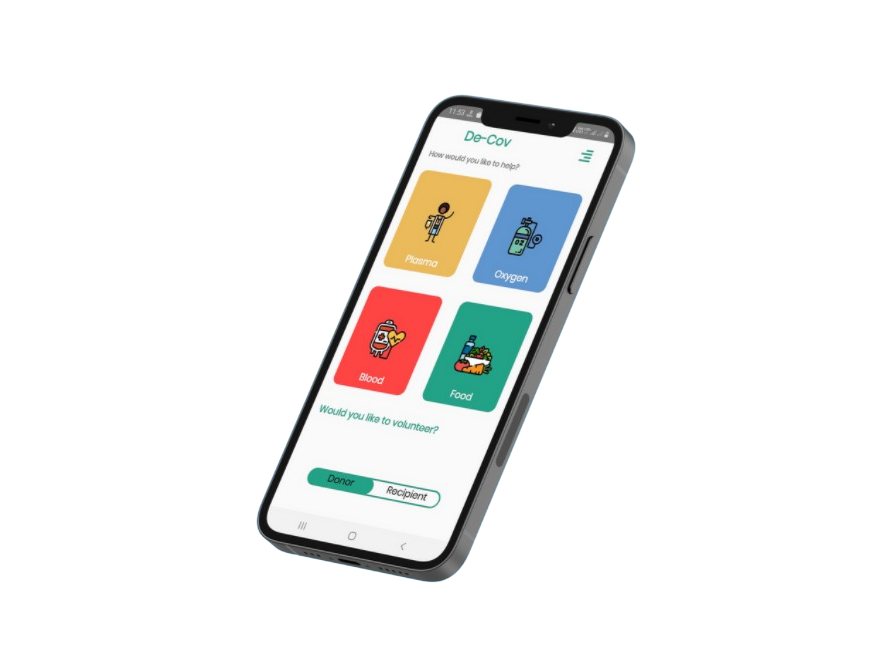 11:53
De-Cov
How would you like to help?
Plasma
Oxygen
O2
Blood
Food
Would you like to volunteer?
Donor Recipient